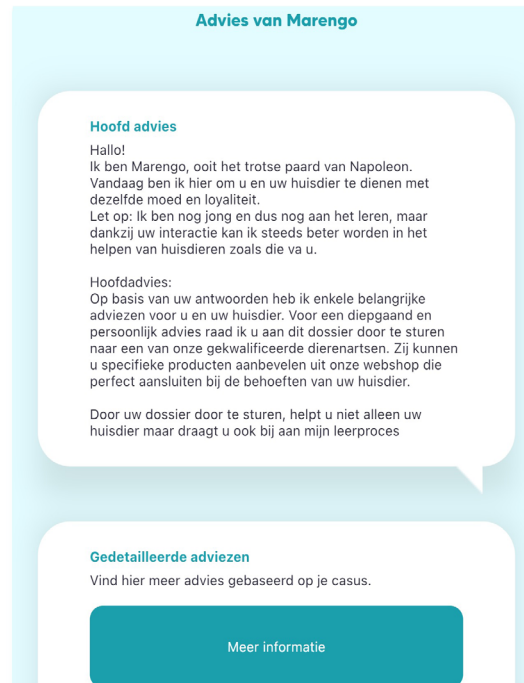 Advies van Marengo
Hoofd advies
Hallo!
Ik ben Marengo, ooit het trotse paard van Napoleon.
Vandaag ben ik hier om u en uw huisdier te dienen met
dezelfde moed en loyaliteit.
Let op: Ik ben nog jong en dus nog aan het leren, maar
dankzij uw interactie kan ik steeds beter worden in het
helpen van huisdieren zoals die va u.
Hoofdadvies:
Op basis van uw antwoorden heb ik enkele belangrijke
adviezen voor u en uw huisdier. Voor een diepgaand en
persoonlijk advies raad ik u aan dit dossier door te sturen
naar een van onze gekwalificeerde dierenartsen. Zij kunnen
u specifieke producten aanbevelen uit onze webshop die
perfect aansluiten bij de behoeften van uw huisdier.
Door uw dossier door te sturen, helpt u niet alleen uw
huisdier maar draagt u ook bij aan mijn leerproces
Gedetailleerde adviezen
Vind hier meer advies gebaseerd op je casus.
Meer informatie